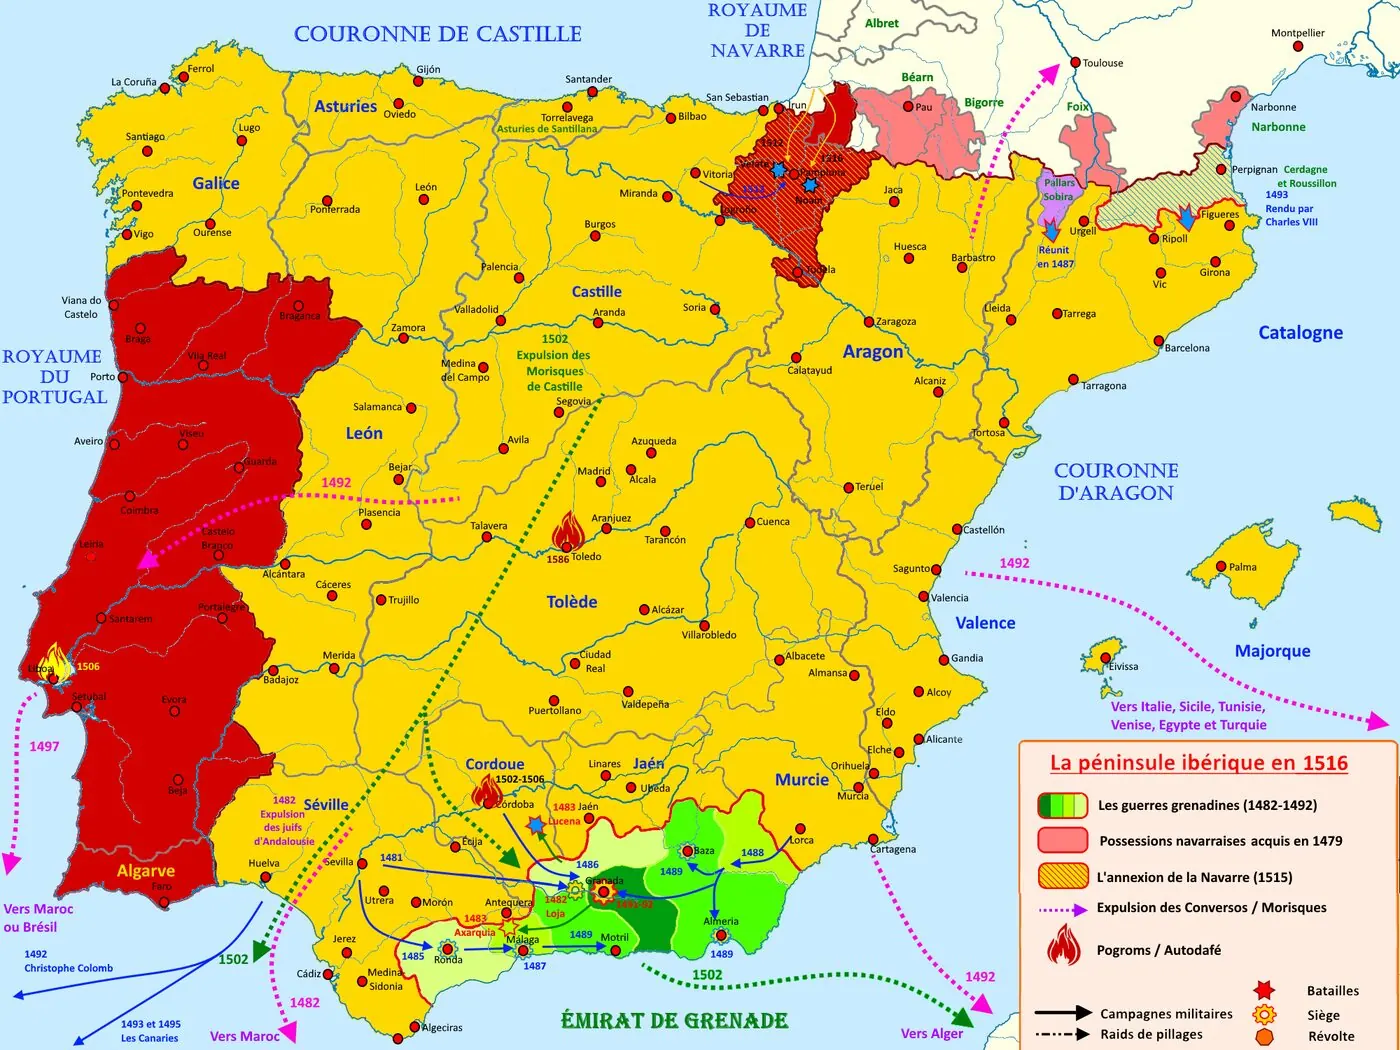 COURONNE DE CASTILLE
ROYAUME
DE
NAVARRE
Albret
Montpellier
Toulouse
Béarn
Bigorre
Foix
Pau
Narbonne
Narbonne
Ferrol
La Coruña
Gijón
Santander
San Sebastian
Irun
Asturies
Oviedo
Torrelavega
Asturies de Santillana
Bilbao
Santiago
Lugo
1512
1516
Velate
Pamplona
Noain
Vitoria
1512
Perpignan
Cerdagne
et Roussillon
1493
Rendu par
Charles VIII
Galice
León
Miranda
Logroño
Jaca
Pallars
Sobira
Urgell
Figueres
Pontevedra
Ponferrada
Burgos
Ripoll
Vigo
Ourense
Huesca
Barbastro
Réunit
en 1487
Vic
Girona
Palencia
Tudela
Castille
Viana do
Castelo
Bragança
Valladolid
Aranda
Soria
Lleida
Tarrega
Braga
Zamora
Zaragoza
Catalogne
Vila Real
1502
Expulsion des
Morisques
de Castille
Aragon
Barcelona
ROYAUME
DU
PORTUGAL
Porto
Medina
del Campo
Calatayud
Alcaniz
Tarragona
Salamanca
Segovia
Aveiro
Viseu
León
Avila
Azuqueda
Tortosa
Guarda
Bejar
Madrid
Alcala
COURONNE
D'ARAGON
1492
Teruel
Coimbra
Plasencia
Talavera
Aranjuez
Cuenca
Castellón
Leiria
Castelo
Branco
Tarancón
1586
Toledo
Alcántara
Sagunto
1492
Palma
Cáceres
Trujillo
Tolède
Valencia
Portalegre
Santarem
Alcázar
Villarobledo
Valence
Majorque
Lisboa
1506
Merida
Ciudad
Real
Albacete
Gandia
Eivissa
Badajoz
Almansa
Setubal
Evora
Puertollano
Valdepeña
Alcoy
Vers Italie, Sicile, Tunisie,
Venise, Egypte et Turquie
Eldo
1497
Elche
Alicante
Cordoue
Linares
Jaén
Orihuela
1502-1506
Murcie
Beja
Ubeda
Murcia
1482
Expulsion
des juifs
d'Andalousie
Séville
Córdoba
1483
Lucena
Jaén
Lorca
Cartagena
Ecija
Algarve
Huelva
Sevilla
1481
1486
Baza
1488
1489
Faro
Granada
1491-92
Utrera
Morón
Antequera
1482
Loja
Vers Maroc
ou Brésil
1483
Axarquia
Almeria
Jerez
1485
Ronda
Málaga
1489
Motril
1489
1487
1492
Christophe Colomb
1502
Cádiz
Medina-
Sidonia
1502
1492
1482
1493 et 1495
Les Canaries
Vers Maroc
Algeciras
ÉMIRAT DE GRENADE
Vers Alger
La péninsule ibérique en 1516
Les guerres grenadines (1482-1492)
Possessions navarraises acquis en 1479
L'annexion de la Navarre (1515)
Expulsion des Conversos / Morisques
Pogroms / Autodafé
Batailles
Campagnes militaires
Siège
Raids de pillages
Révolte